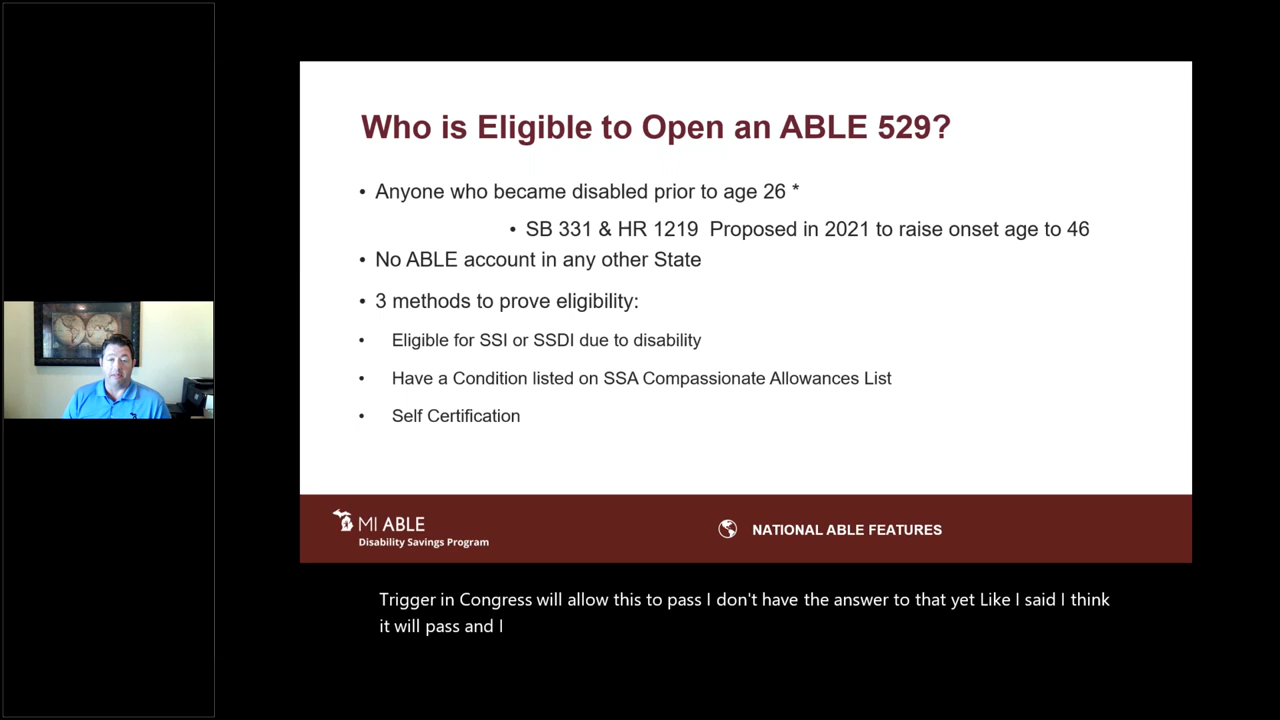 Who is Eligible to Open an ABLE 529?
• Anyone who became disabled prior to age 26 *
• SB 331 & HR 1219 Proposed in 2021 to raise onset age to 46
• No ABLE account in any other State
• 3 methods to prove eligibility:
• Eligible for SSI or SSDI due to disability
• Have a Condition listed on SSA Compassionate Allowances List
• Self Certification
MI ABLE
Disability Savings Program
NATIONAL ABLE FEATURES
Trigger in Congress will allow this to pass I don't have the answer to that yet Like I said I think
it will pass and I